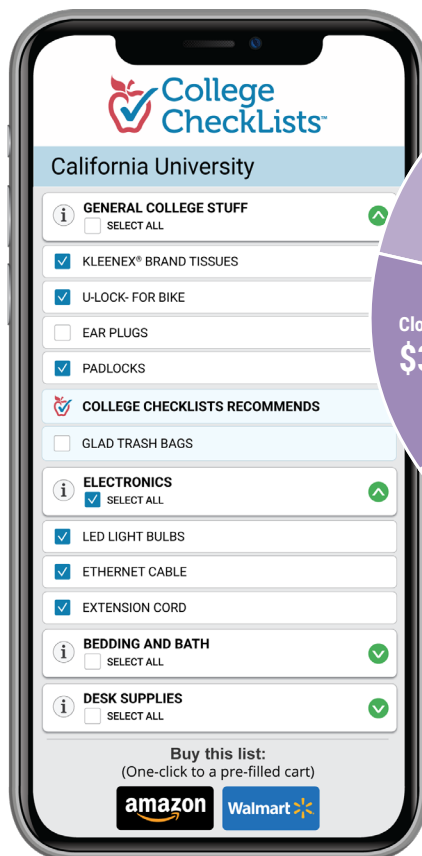 College
CheckLists™
California University
GENERAL COLLEGE STUFF
SELECT ALL
KLEENEX® BRAND TISSUES
U-LOCK- FOR BIKE
EAR PLUGS
PADLOCKS
COLLEGE CHECKLISTS RECOMMENDS
GLAD TRASH BAGS
ELECTRONICS
SELECT ALL
LED LIGHT BULBS
ETHERNET CABLE
EXTENSION CORD
BEDDING AND BATH
SELECT ALL
DESK SUPPLIES
SELECT ALL
Buy this list:
(One-click to a pre-filled cart)
amazon
Walmart